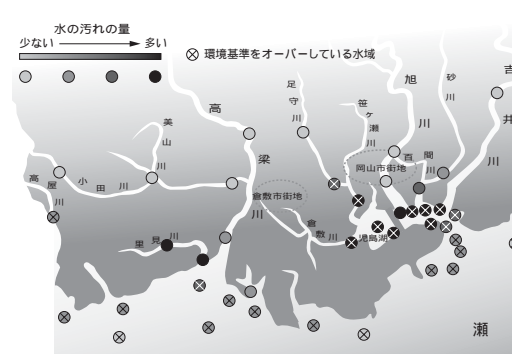 水の汚れの量
少ない 多い
環境基準をオーバーしている水域
足守川
笹ヶ瀬川
旭川
砂川
吉井川
百間川
岡山市街地
高梁川
美山川
小田川
高屋川
倉敷市街地
倉敷川
児島湖
里見川
瀬